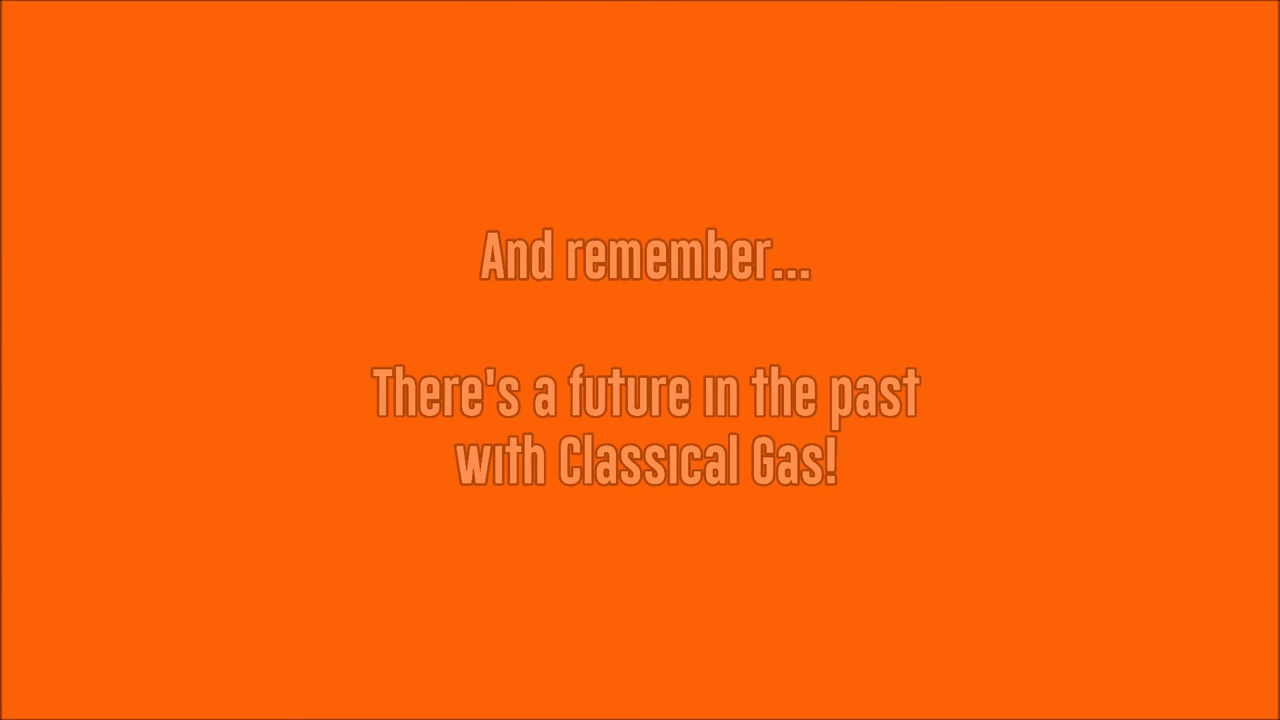 And remember...
There's a future in the past
with Classical Gas!